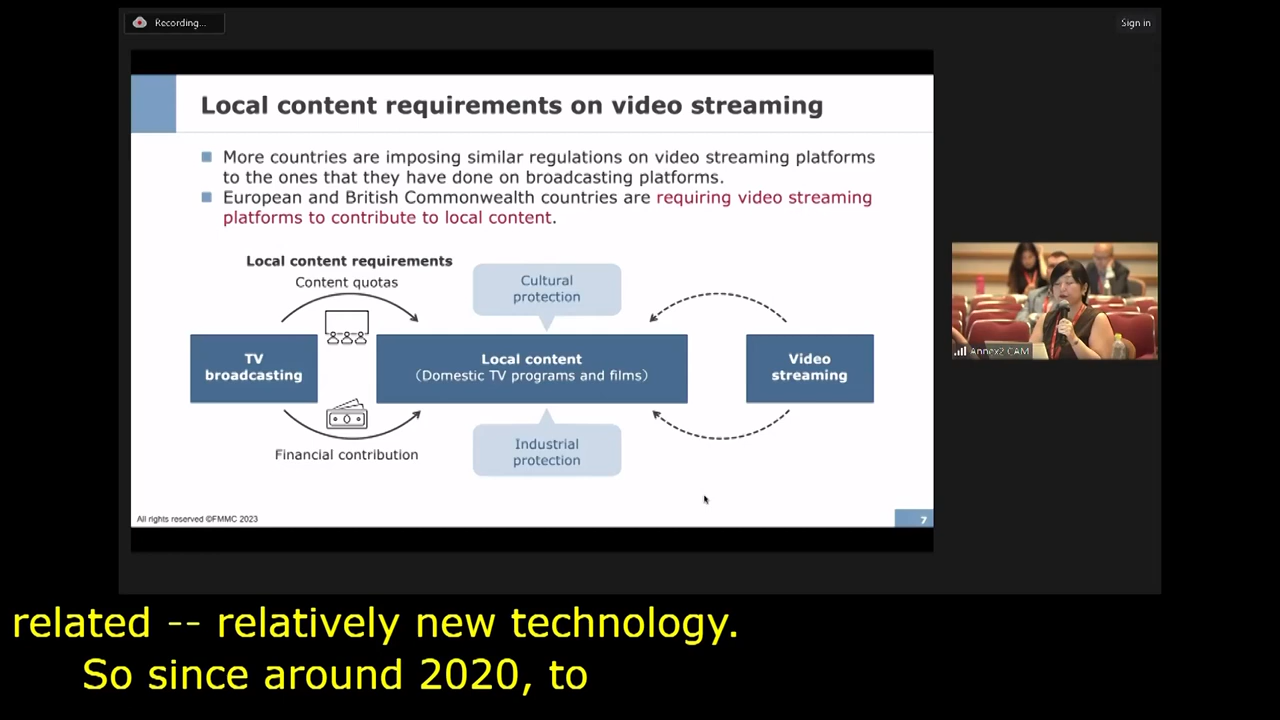 Recording...
Sign in
Local content requirements on video streaming
More countries are imposing similar regulations on video streaming platforms
to the ones that they have done on broadcasting platforms.
European and British Commonwealth countries are requiring video streaming
platforms to contribute to local content.
Local content requirements
Content quotas
Cultural
protection
TV
broadcasting
Local content
（Domestic TV programs and films）
Video
streaming
Financial contribution
Industrial
protection
All rights reserved ©FMMC 2023
7
Annex2 CAM
related -- relatively new technology.
So since around 2020, to